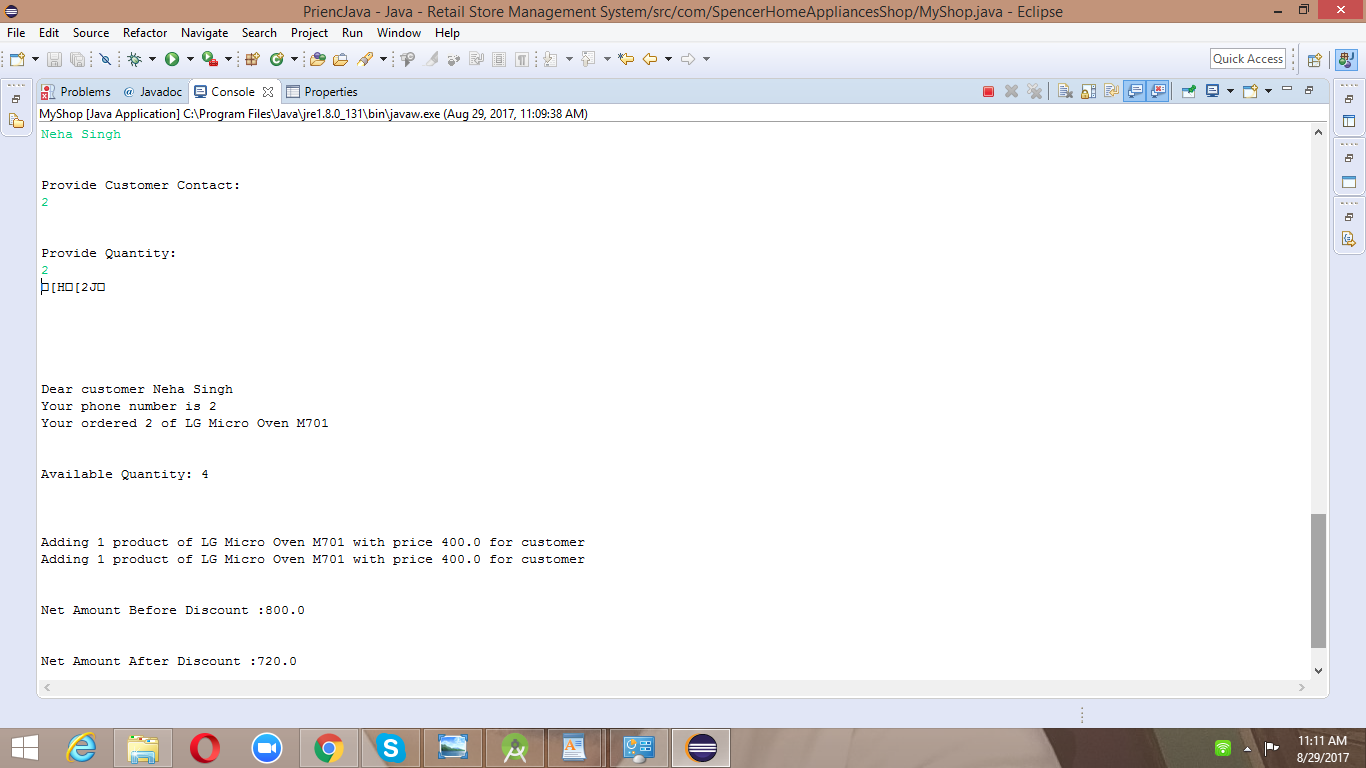 PriencJava - Java - Retail Store Management System/src/com/SpencerHomeAppliancesShop/MyShop.java - Eclipse
File Edit Source Refactor Navigate Search Project Run Window Help
Quick Access
Problems @ Javadoc Console Properties
MyShop [Java Application] C:\Program Files\Java\jre1.8.0_131\bin\javaw.exe (Aug 29, 2017, 11:09:38 AM)
Neha Singh
Provide Customer Contact:
2
Provide Quantity:
2
□[H□[2J□
Dear customer Neha Singh
Your phone number is 2
Your ordered 2 of LG Micro Oven M701
Available Quantity: 4
Adding 1 product of LG Micro Oven M701 with price 400.0 for customer
Adding 1 product of LG Micro Oven M701 with price 400.0 for customer
Net Amount Before Discount :800.0
Net Amount After Discount :720.0
11:11 AM
8/29/2017